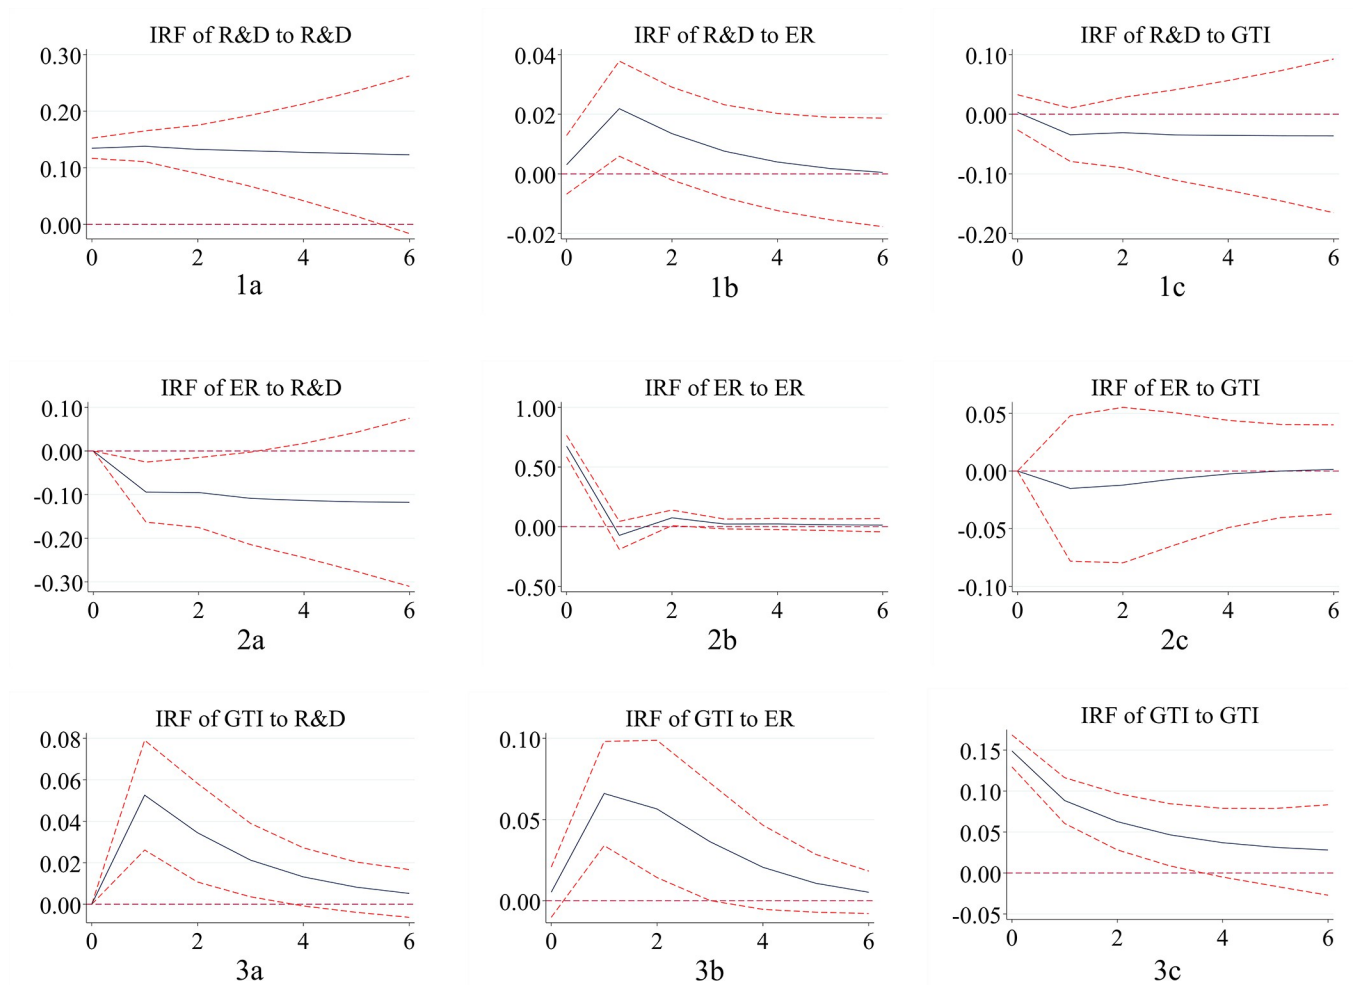 IRF of R&D to R&D
0.30
0.20
0.10
0.00
0 2 4 6
1a
IRF of R&D to ER
0.04
0.02
0.00
-0.02
0 2 4 6
1b
IRF of R&D to GTI
0.10
0.00
-0.10
-0.20
0 2 4 6
1c
IRF of ER to R&D
0.10
0.00
-0.10
-0.20
-0.30
0 2 4 6
2a
IRF of ER to ER
1.00
0.50
0.00
-0.50
0 2 4 6
2b
IRF of ER to GTI
0.05
0.00
-0.05
-0.10
0 2 4 6
2c
IRF of GTI to R&D
0.08
0.06
0.04
0.02
0.00
0 2 4 6
3a
IRF of GTI to ER
0.10
0.05
0.00
0 2 4 6
3b
IRF of GTI to GTI
0.15
0.10
0.05
0.00
-0.05
0 2 4 6
3c